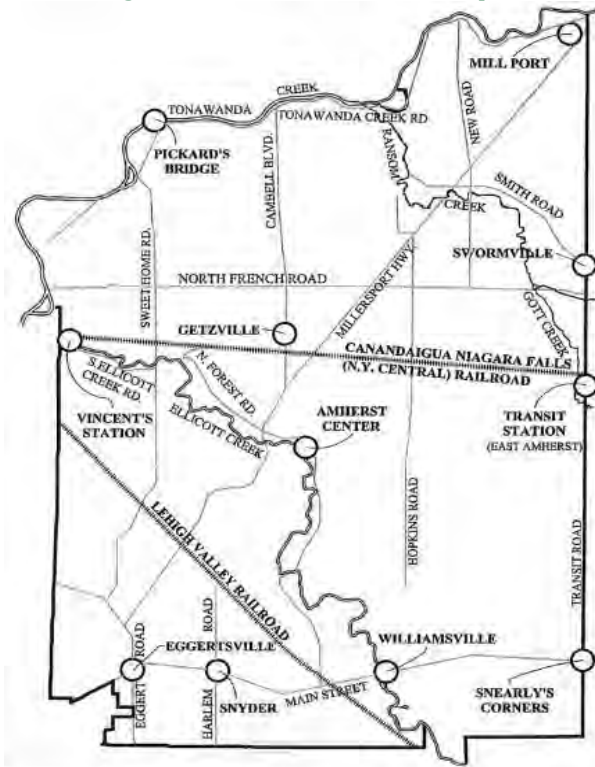 MILL PORT
CREEK
TONAWANDA
TONAWANDA CREEK RD
NEW ROAD
PICKARD'S
BRIDGE
CAMBELL BLVD.
RANSOM
CREEK
SMITH ROAD
SWORMVILLE
SWEET HOME RD.
NORTH FRENCH ROAD
MILLERSPORT HWY.
GOTT CREEK
GETZVILLE
CANANDAIGUA NIAGARA FALLS
(N.Y. CENTRAL) RAILROAD
S.ELLICOTT
CREEK RD.
N. FOREST RD.
ELLICOTT CREEK
VINCENT'S
STATION
AMHERST
CENTER
TRANSIT
STATION
(EAST AMHERST)
HOPKINS ROAD
LEHIGH VALLEY RAILROAD
TRANSIT ROAD
EGGERT ROAD
EGGERTSVILLE
HARLEM ROAD
SNYDER
MAIN STREET
WILLIAMSVILLE
SNEARLY'S
CORNERS